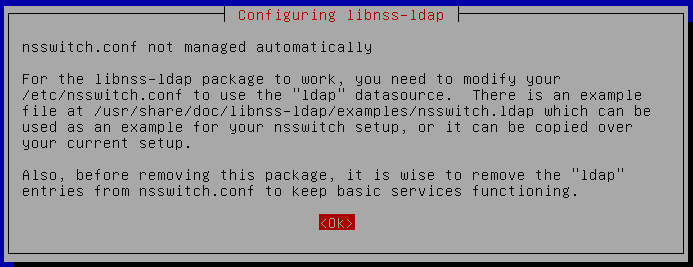 Configuring libnss-ldap
nsswitch.conf not managed automatically
For the libnss-ldap package to work, you need to modify your
/etc/nsswitch.conf to use the "ldap" datasource.  There is an example
file at /usr/share/doc/libnss-ldap/examples/nsswitch.ldap which can be
used as an example for your nsswitch setup, or it can be copied over
your current setup.
Also, before removing this package, it is wise to remove the "ldap"
entries from nsswitch.conf to keep basic services functioning.
<Ok>